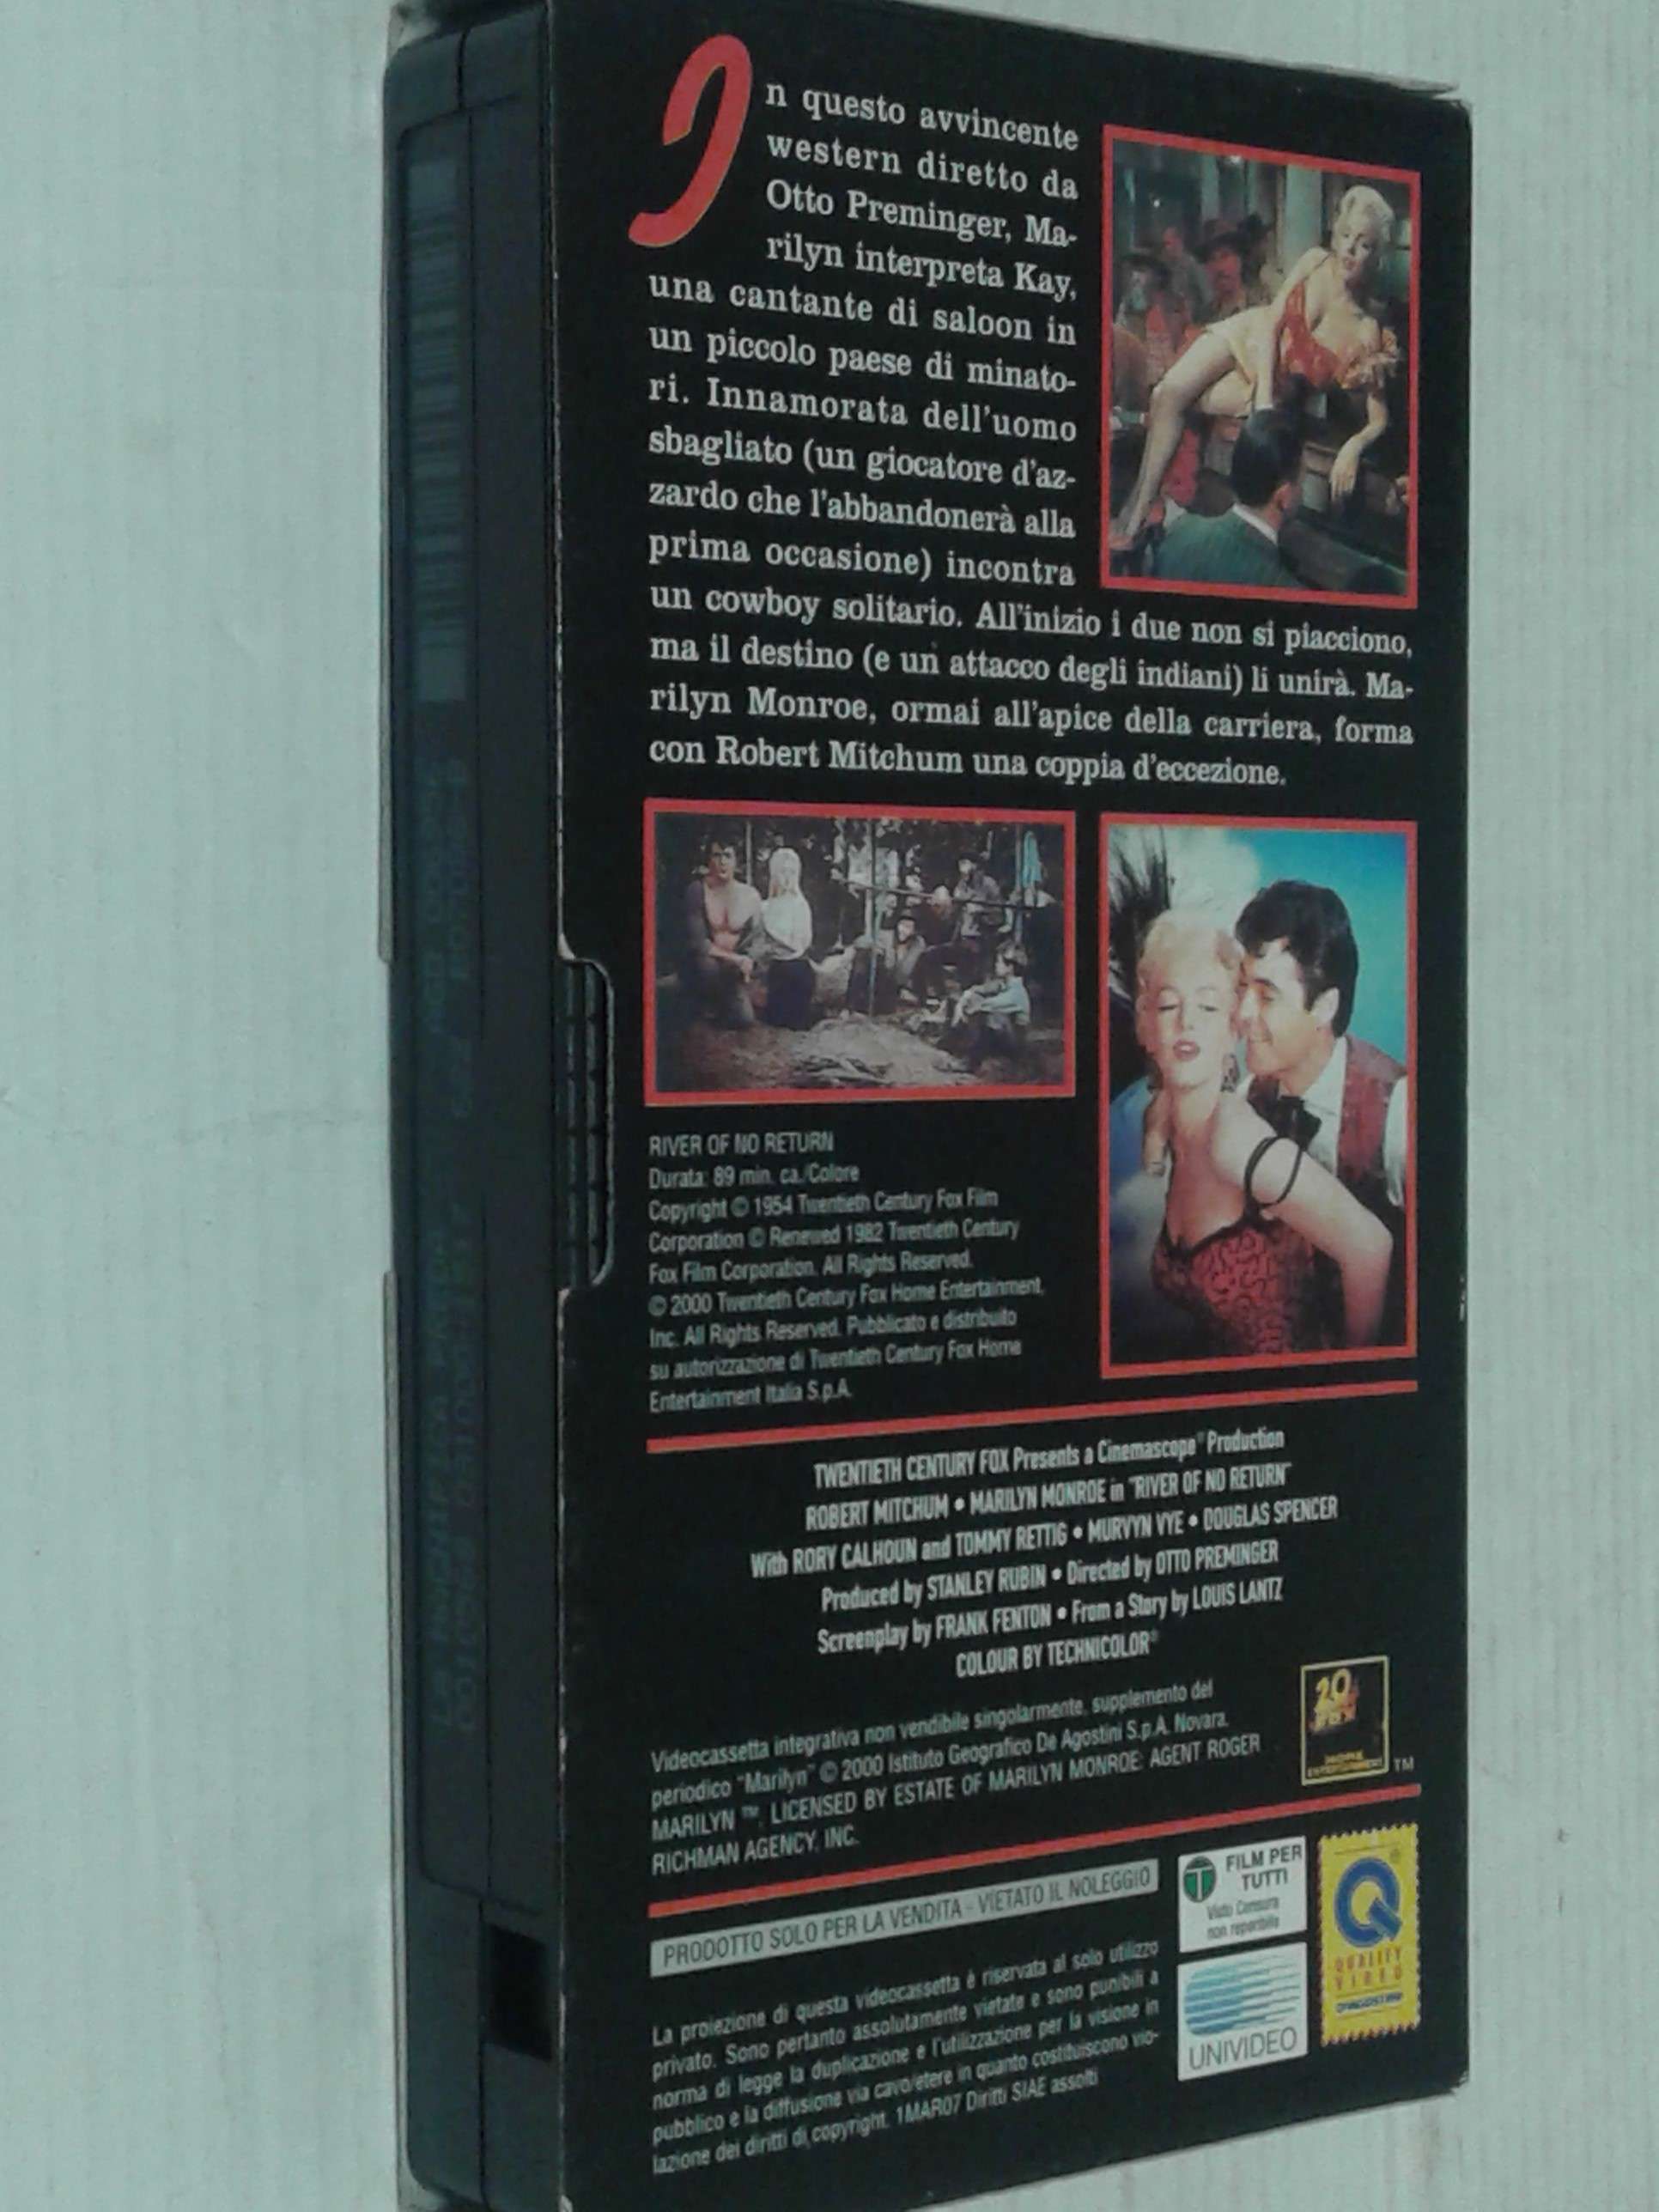 In questo avvincente
western diretto da
Otto Preminger, Ma-
rilyn interpreta Kay,
una cantante di saloon in
un piccolo paese di minato-
ri. Innamorata dell'uomo
sbagliato (un giocatore d'az-
zardo che l'abbandonerà alla
prima occasione) incontra
un cowboy solitario. All'inizio i due non si piacciono,
ma il destino (e un attacco degli indiani) li unirà. Ma-
rilyn Monroe, ormai all'apice della carriera, forma
con Robert Mitchum una coppia d'eccezione.
RIVER OF NO RETURN
Durata: 89 min. ca./Colore
Copyright © 1954 Twentieth Century Fox Film
Corporation © Renewed 1982 Twentieth Century
Fox Film Corporation. All Rights Reserved.
© 2000 Twentieth Century Fox Home Entertainment,
Inc. All Rights Reserved. Pubblicato e distribuito
su autorizzazione di Twentieth Century Fox Home
Entertainment Italia S.p.A.
TWENTIETH CENTURY FOX Presents a Cinemascope® Production
ROBERT MITCHUM • MARILYN MONROE in "RIVER OF NO RETURN"
With RORY CALHOUN and TOMMY RETTIG • MURVYN VYE • DOUGLAS SPENCER
Produced by STANLEY RUBIN • Directed by OTTO PREMINGER
Screenplay by FRANK FENTON • From a Story by LOUIS LANTZ
COLOUR BY TECHNICOLOR®
Videocassetta integrativa non vendibile singolarmente, supplemento del
periodico "Marilyn" © 2000 Istituto Geografico De Agostini S.p.A. Novara.
MARILYN ™. LICENSED BY ESTATE OF MARILYN MONROE: AGENT ROGER
RICHMAN AGENCY, INC.
20
FOX
HOME
ENTERTAINMENT
TM
PRODOTTO SOLO PER LA VENDITA - VIETATO IL NOLEGGIO
La proiezione di questa videocassetta è riservata al solo utilizzo
privato. Sono pertanto assolutamente vietate e sono punibili a
norma di legge la duplicazione e l'utilizzazione per la visione in
pubblico e la diffusione via cavo/etere in quanto costituiscono vio-
lazione dei diritti di copyright. 1MAR07 Diritti SIAE assolti
T
FILM PER
TUTTI
Visto Censura
non reperibile
UNIVIDEO
Q
QUALITY
VIDEO
DeAGOSTINI